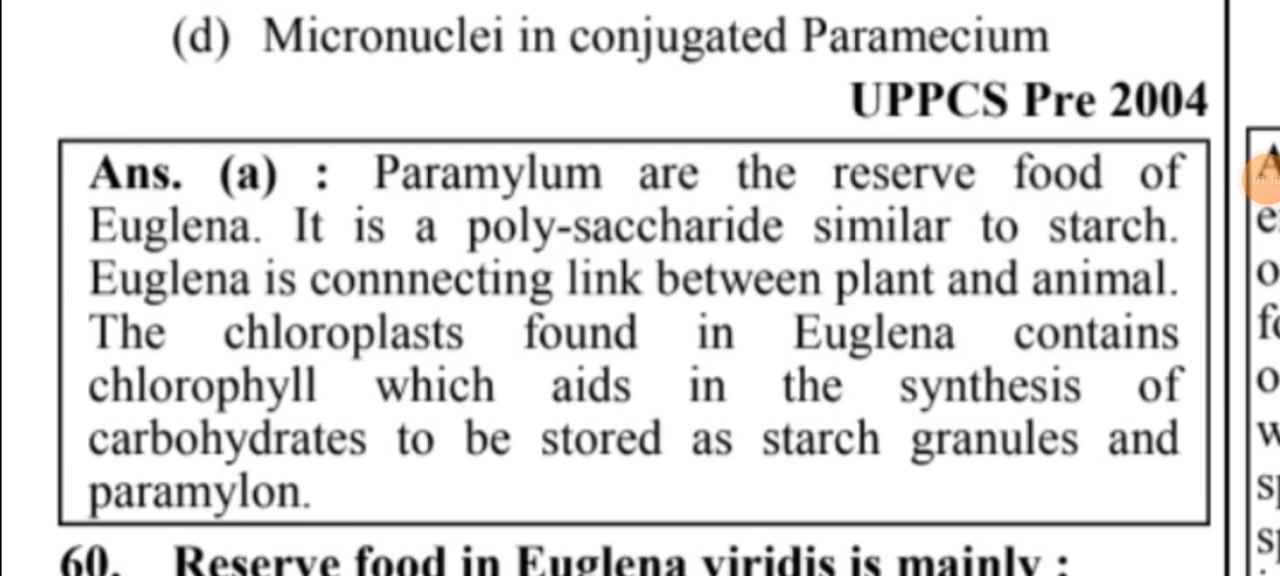 (d) Micronuclei in conjugated Paramecium
UPPCS Pre 2004
Ans. (a) : Paramylum are the reserve food of
Euglena. It is a poly-saccharide similar to starch.
Euglena is connnecting link between plant and animal.
The chloroplasts found in Euglena contains
chlorophyll which aids in the synthesis of
carbohydrates to be stored as starch granules and
paramylon.
60. Reserve food in Euglena viridis is mainly :